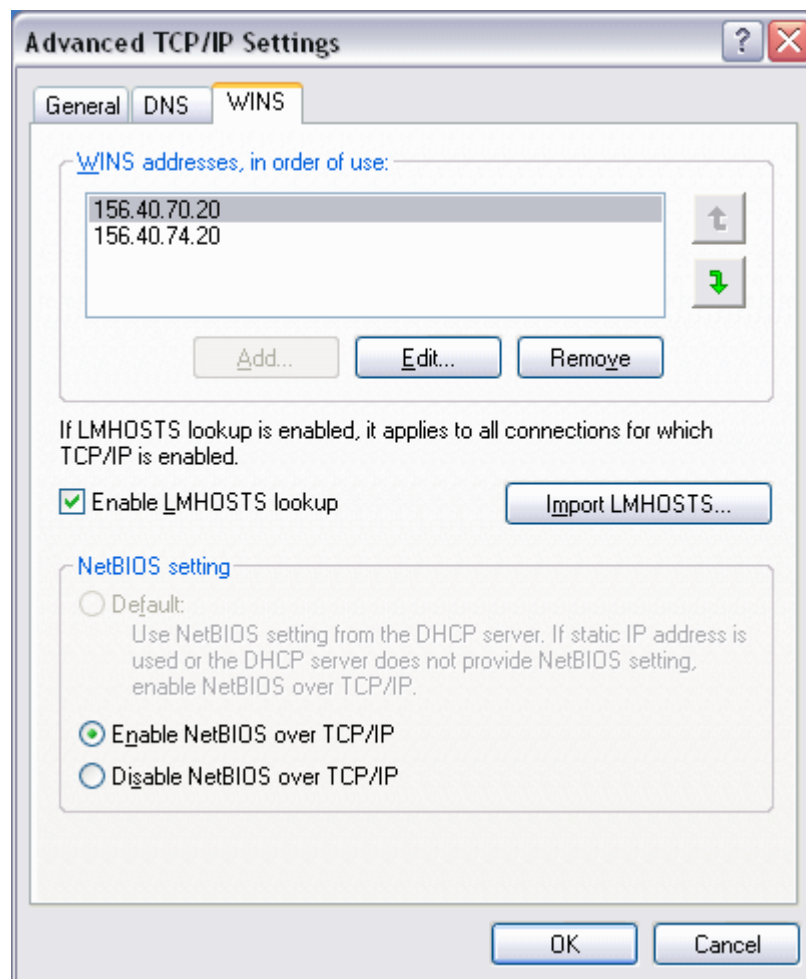 Advanced TCP/IP Settings
General DNS WINS
WINS addresses, in order of use:
156.40.70.20
156.40.74.20
Add... Edit... Remove
If LMHOSTS lookup is enabled, it applies to all connections for which
TCP/IP is enabled.
Enable LMHOSTS lookup Import LMHOSTS...
NetBIOS setting
Default:
Use NetBIOS setting from the DHCP server. If static IP address is
used or the DHCP server does not provide NetBIOS setting,
enable NetBIOS over TCP/IP.
Enable NetBIOS over TCP/IP
Disable NetBIOS over TCP/IP
OK Cancel